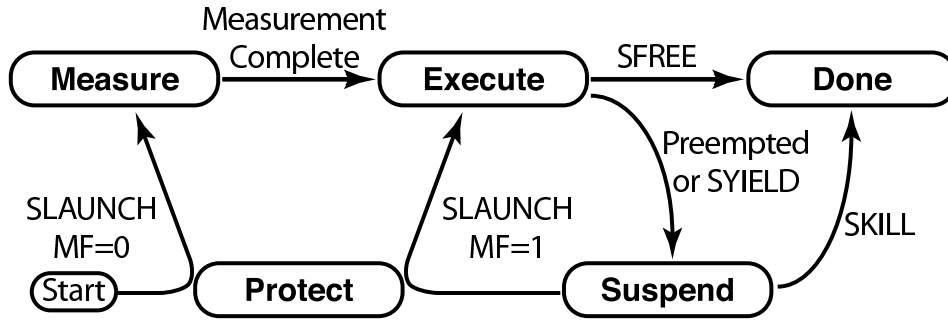 Measurement
Complete
Measure
Execute
SFREE
Done
Preempted
or SYIELD
SLAUNCH
MF=0
SLAUNCH
MF=1
SKILL
Start
Protect
Suspend